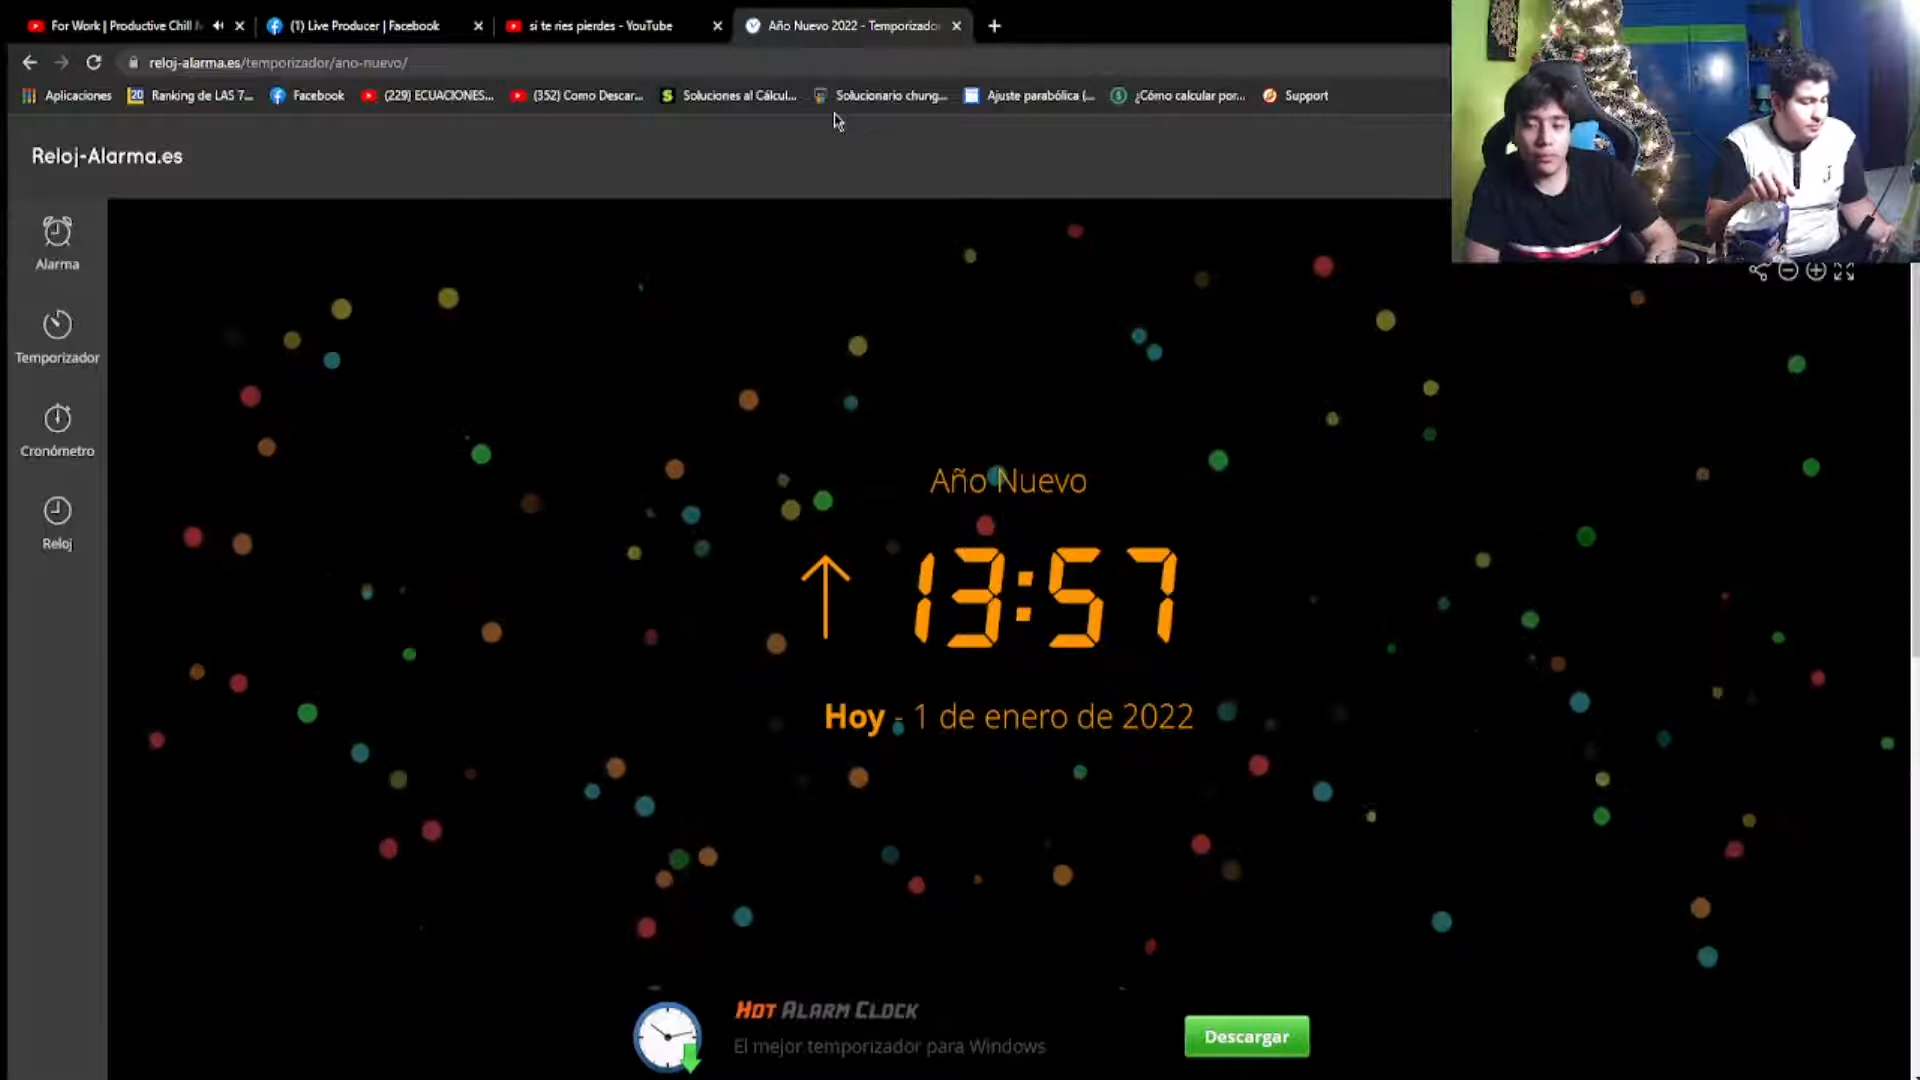 For Work | Productive Chill
(1) Live Producer | Facebook
si te ries pierdes - YouTube
Año Nuevo 2022 - Temporizado
reloj-alarma.es/temporizador/ano-nuevo/
Aplicaciones
Ranking de LAS 7...
Facebook
(229) ECUACIONES...
(352) Como Descar...
Soluciones al Cálcul...
Solucionario chung...
Ajuste parabólica (...
¿Cómo calcular por...
Support
Reloj-Alarma.es
Alarma
Temporizador
Cronómetro
Reloj
Año Nuevo
↑ 13:57
Hoy - 1 de enero de 2022
HOT ALARM CLOCK
El mejor temporizador para Windows
Descargar